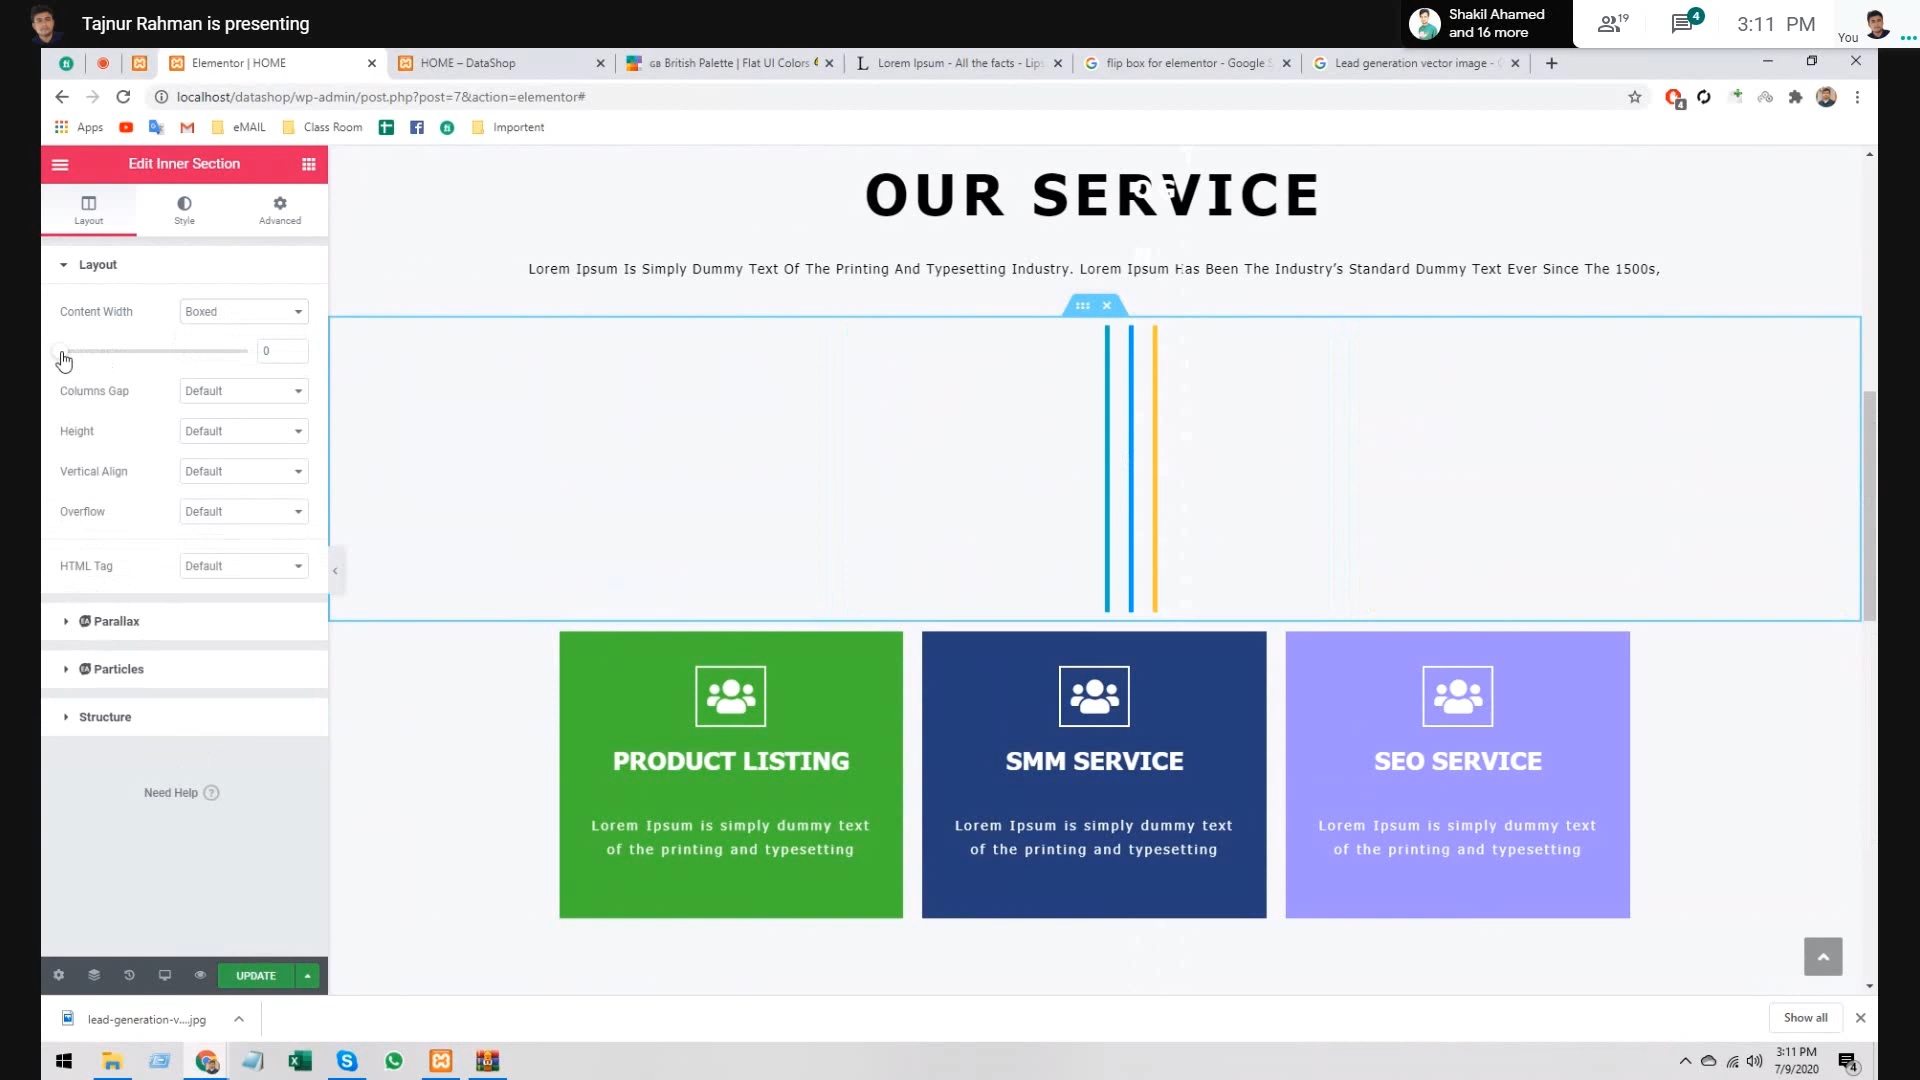 Tajnur Rahman is presenting
Shakil Ahamed
and 16 more
19
4
3:11 PM
You
Elementor | HOME
HOME – DataShop
GB British Palette | Flat UI Colors
Lorem Ipsum - All the facts - Lips
flip box for elementor - Google S
Lead generation vector image - G
localhost/datashop/wp-admin/post.php?post=7&action=elementor#
4
Apps
eMAIL
Class Room
Importent
Edit Inner Section
Layout
Style
Advanced
Layout
Content Width
Boxed
0
Columns Gap
Default
Height
Default
Vertical Align
Default
Overflow
Default
HTML Tag
Default
Parallax
Particles
Structure
Need Help
UPDATE
OUR SERVICE
Lorem Ipsum Is Simply Dummy Text Of The Printing And Typesetting Industry. Lorem Ipsum Has Been The Industry's Standard Dummy Text Ever Since The 1500s,
PRODUCT LISTING
Lorem Ipsum is simply dummy text
of the printing and typesetting
SMM SERVICE
Lorem Ipsum is simply dummy text
of the printing and typesetting
SEO SERVICE
Lorem Ipsum is simply dummy text
of the printing and typesetting
lead-generation-v....jpg
Show all
3:11 PM
7/9/2020
4